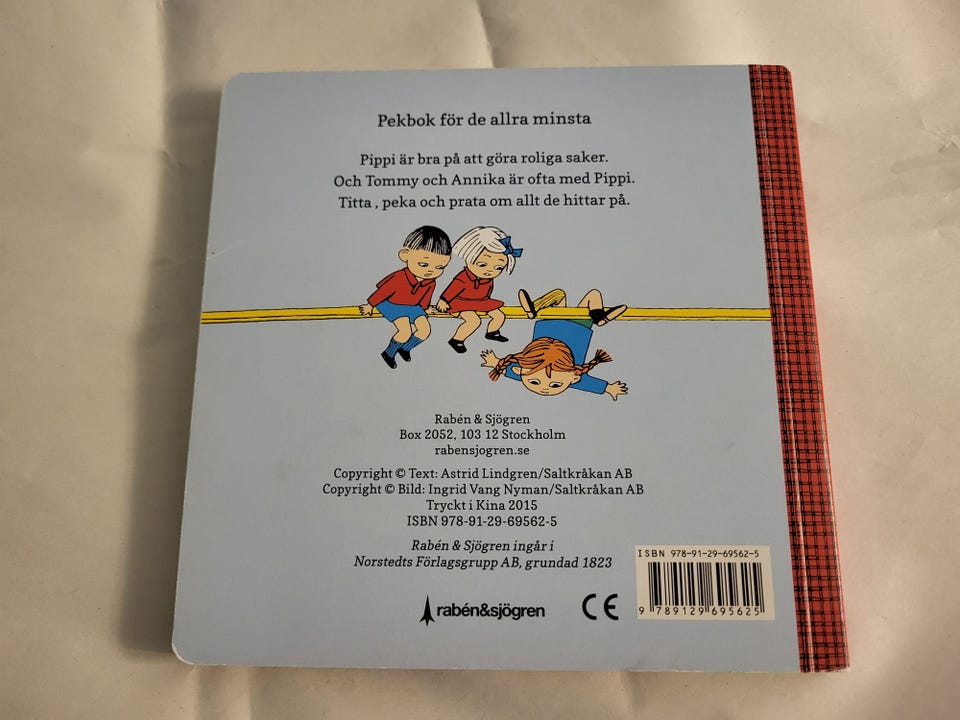 Pekbok för de allra minsta
Pippi är bra på att göra roliga saker.
Och Tommy och Annika är ofta med Pippi.
Titta , peka och prata om allt de hittar på.
Rabén & Sjögren
Box 2052, 103 12 Stockholm
rabensjogren.se
Copyright © Text: Astrid Lindgren/Saltkråkan AB
Copyright © Bild: Ingrid Vang Nyman/Saltkråkan AB
Tryckt i Kina 2015
ISBN 978-91-29-69562-5
Rabén & Sjögren ingår i
Norstedts Förlagsgrupp AB, grundad 1823
rabén&sjögren
CE
ISBN 978-91-29-69562-5
9 789129 695625